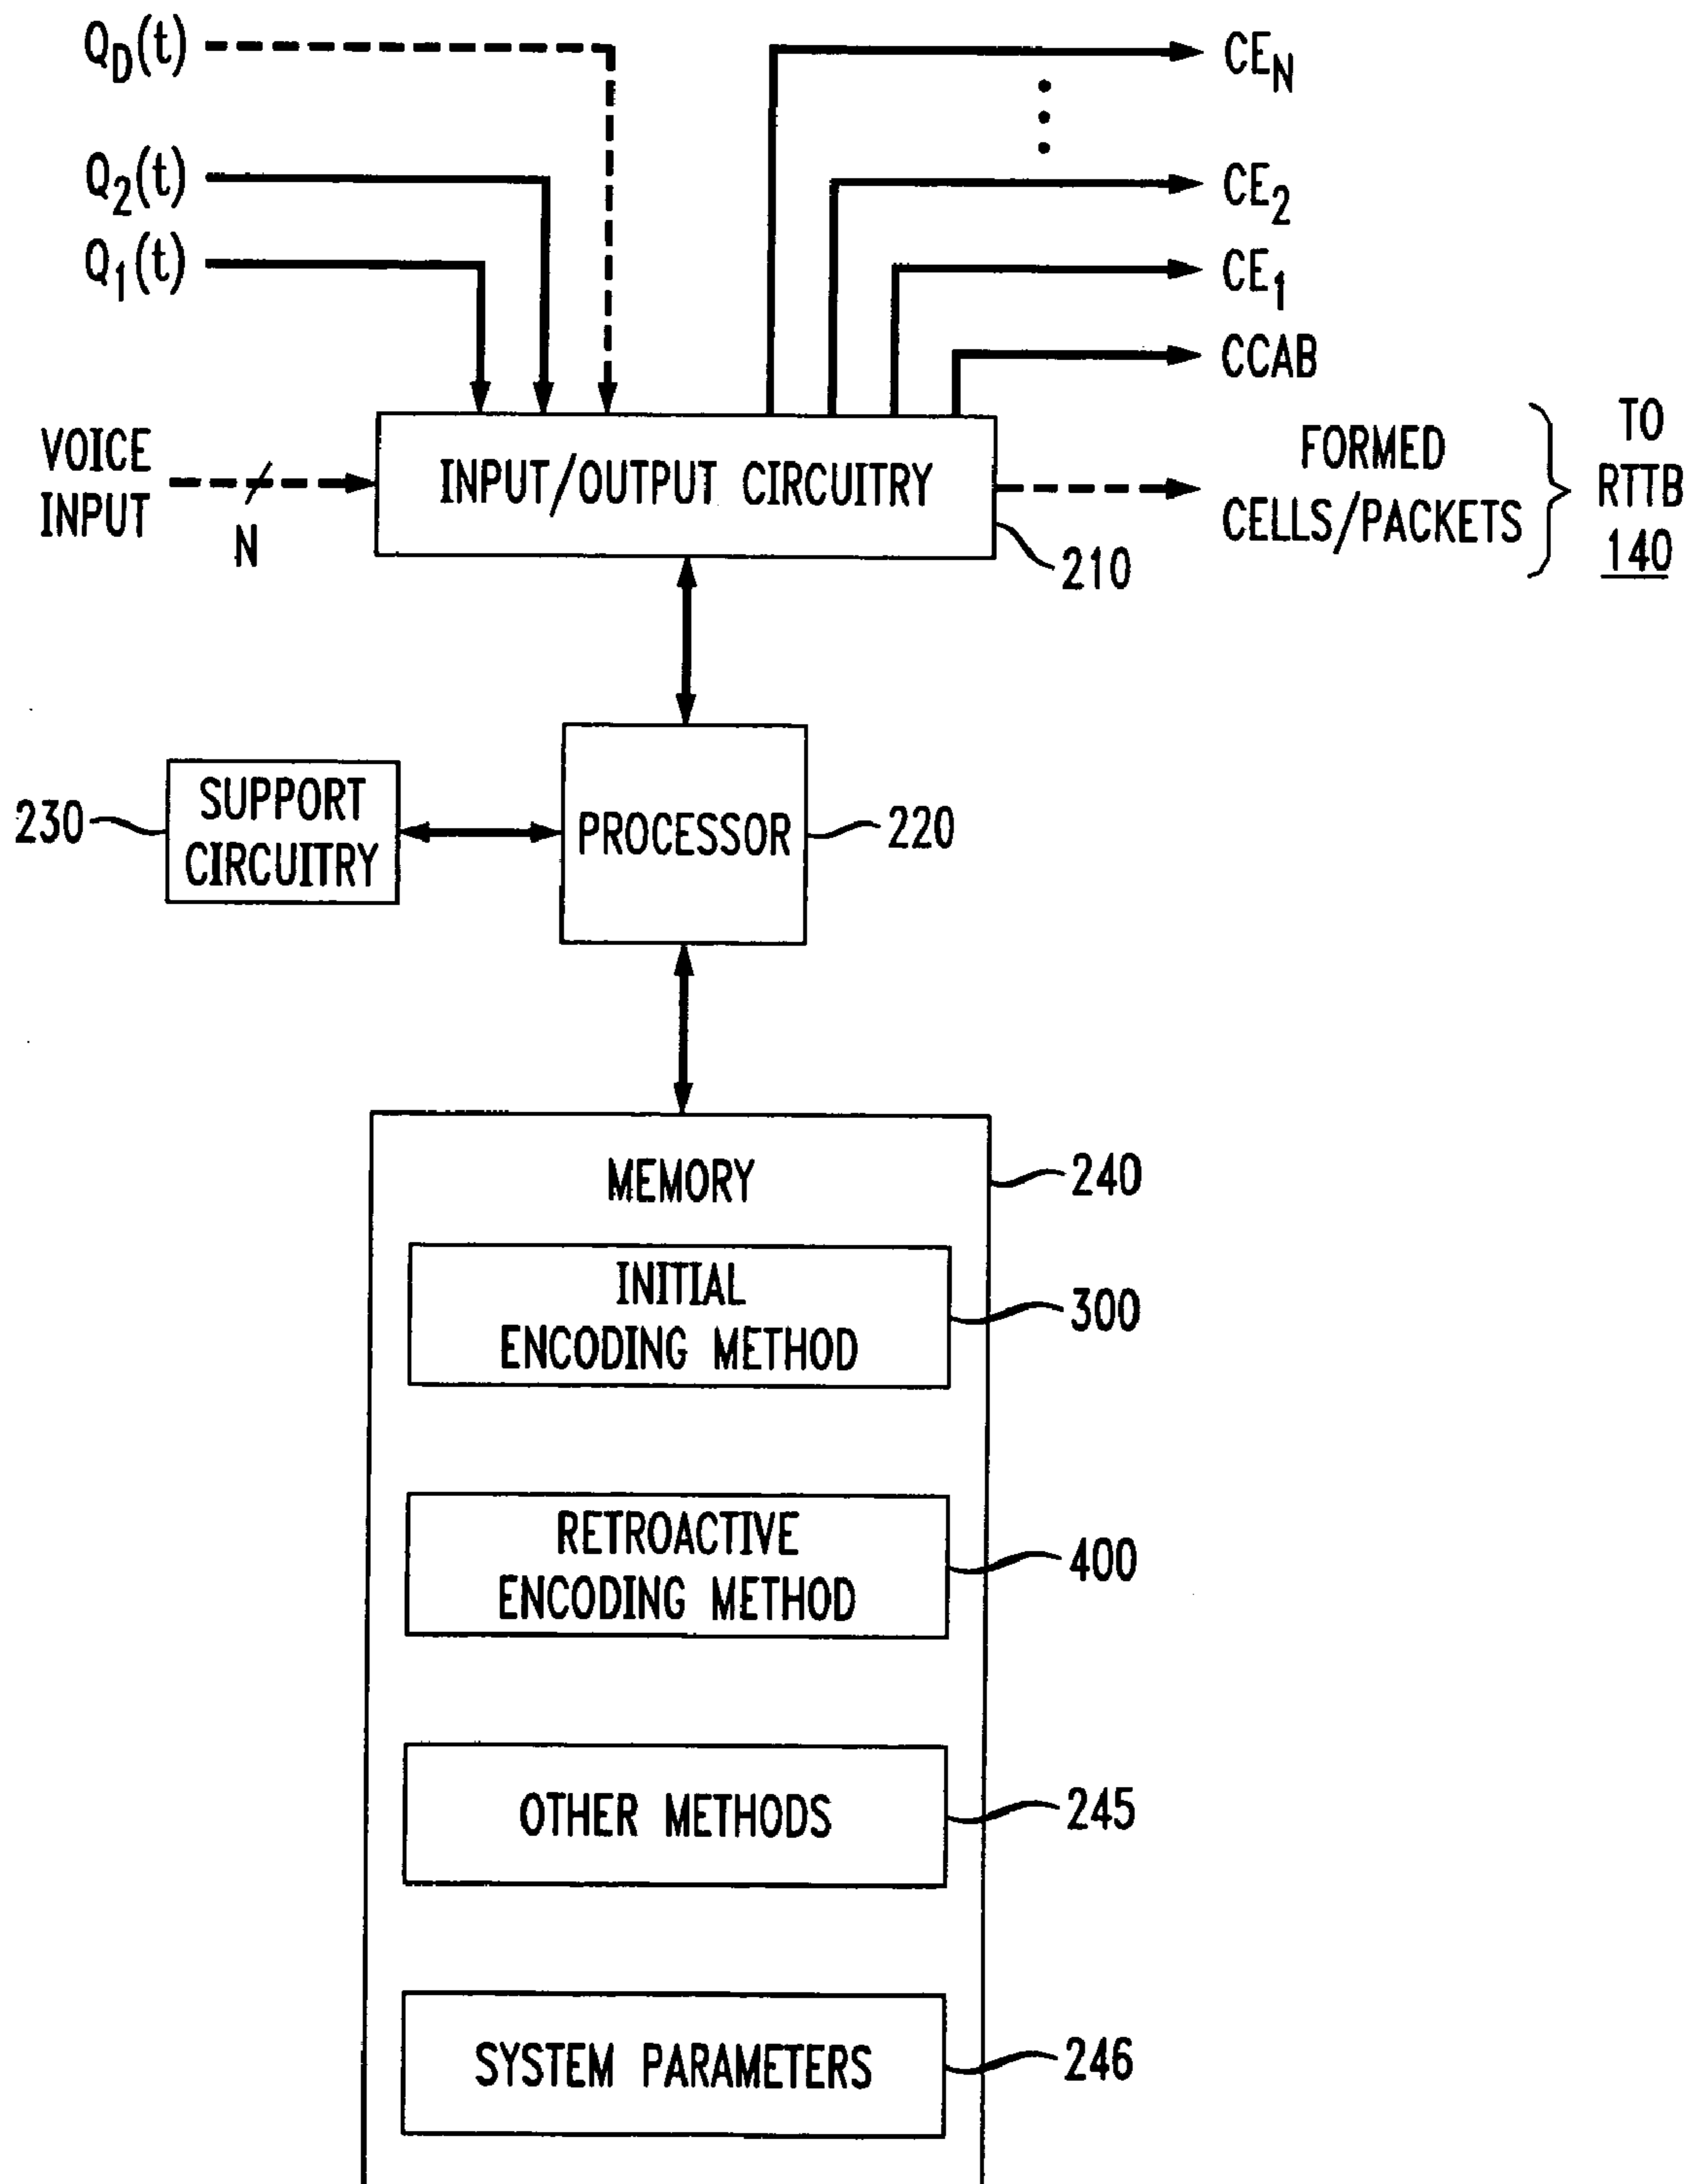 Q_D(t)
Q_2(t)
Q_1(t)
CE_N
CE_2
CE_1
CCAB
VOICE
INPUT
N
INPUT/OUTPUT CIRCUITRY
210
FORMED
CELLS/PACKETS
TO
RTTB
140
SUPPORT
CIRCUITRY
230
PROCESSOR
220
MEMORY
240
INITIAL
ENCODING METHOD
300
RETROACTIVE
ENCODING METHOD
400
OTHER METHODS
245
SYSTEM PARAMETERS
246